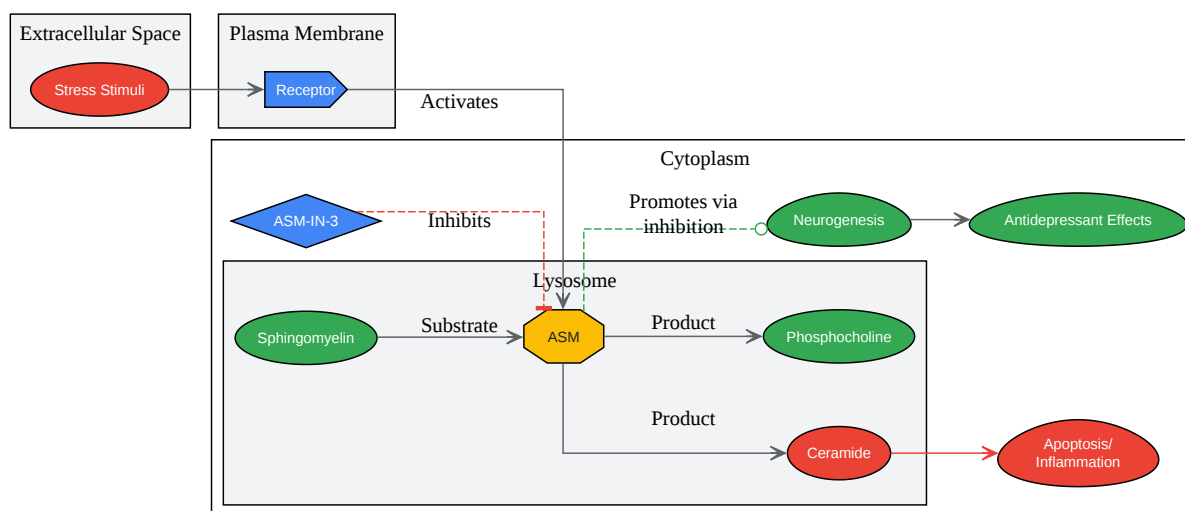 Extracellular Space
Plasma Membrane
Stress Stimuli
Receptor
Activates
Cytoplasm
ASM-IN-3
Inhibits
Promotes via
inhibition
Neurogenesis
Antidepressant Effects
Lysosome
Sphingomyelin
Substrate
ASM
Product
Phosphocholine
Product
Ceramide
Apoptosis/
Inflammation